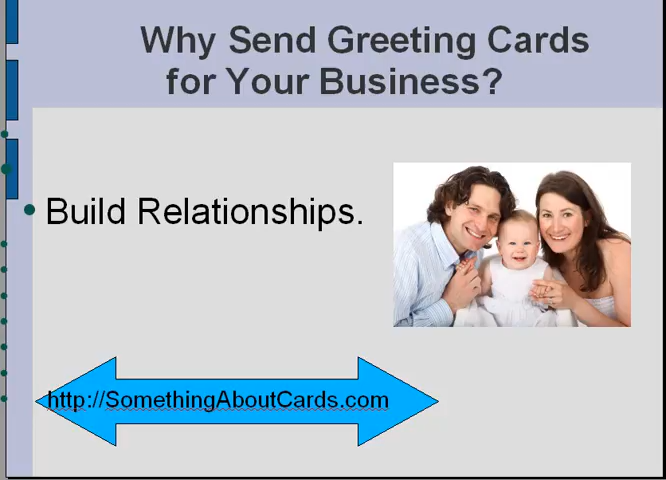 Why Send Greeting Cards
for Your Business?
Build Relationships.
http://SomethingAboutCards.com